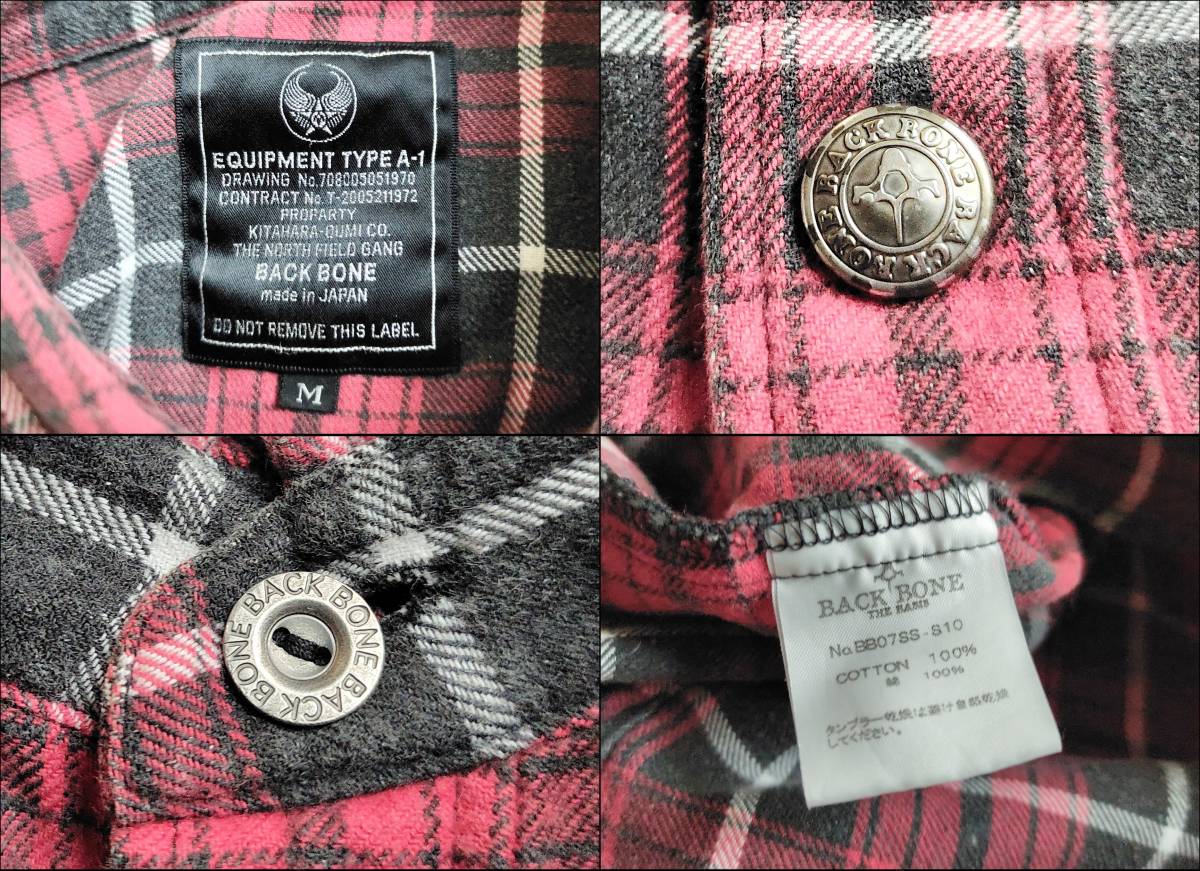 EQUIPMENT TYPE A-1
DRAWING No.708005051970
CONTRACT No.T-2005211972
PROPARTY
KITAHARA-OUMI CO.
THE NORTH FIELD GANG
BACK BONE
made in JAPAN
DO NOT REMOVE THIS LABEL
M
BACK BONE BACK BONE
BACK BONE BACK BONE
BACK BONE
THE BASIS
No.BB07SS-S10
COTTON 100%
綿 100%
タンブラー乾燥は避け自然乾燥
してください。